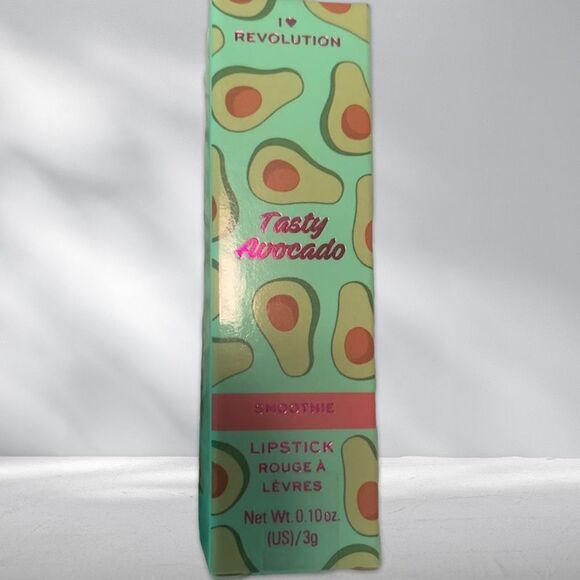 I ♥
REVOLUTION
Tasty
Avocado
SMOOTHIE
LIPSTICK
ROUGE À
LÈVRES
Net Wt. 0.10 oz.
(US)/3g